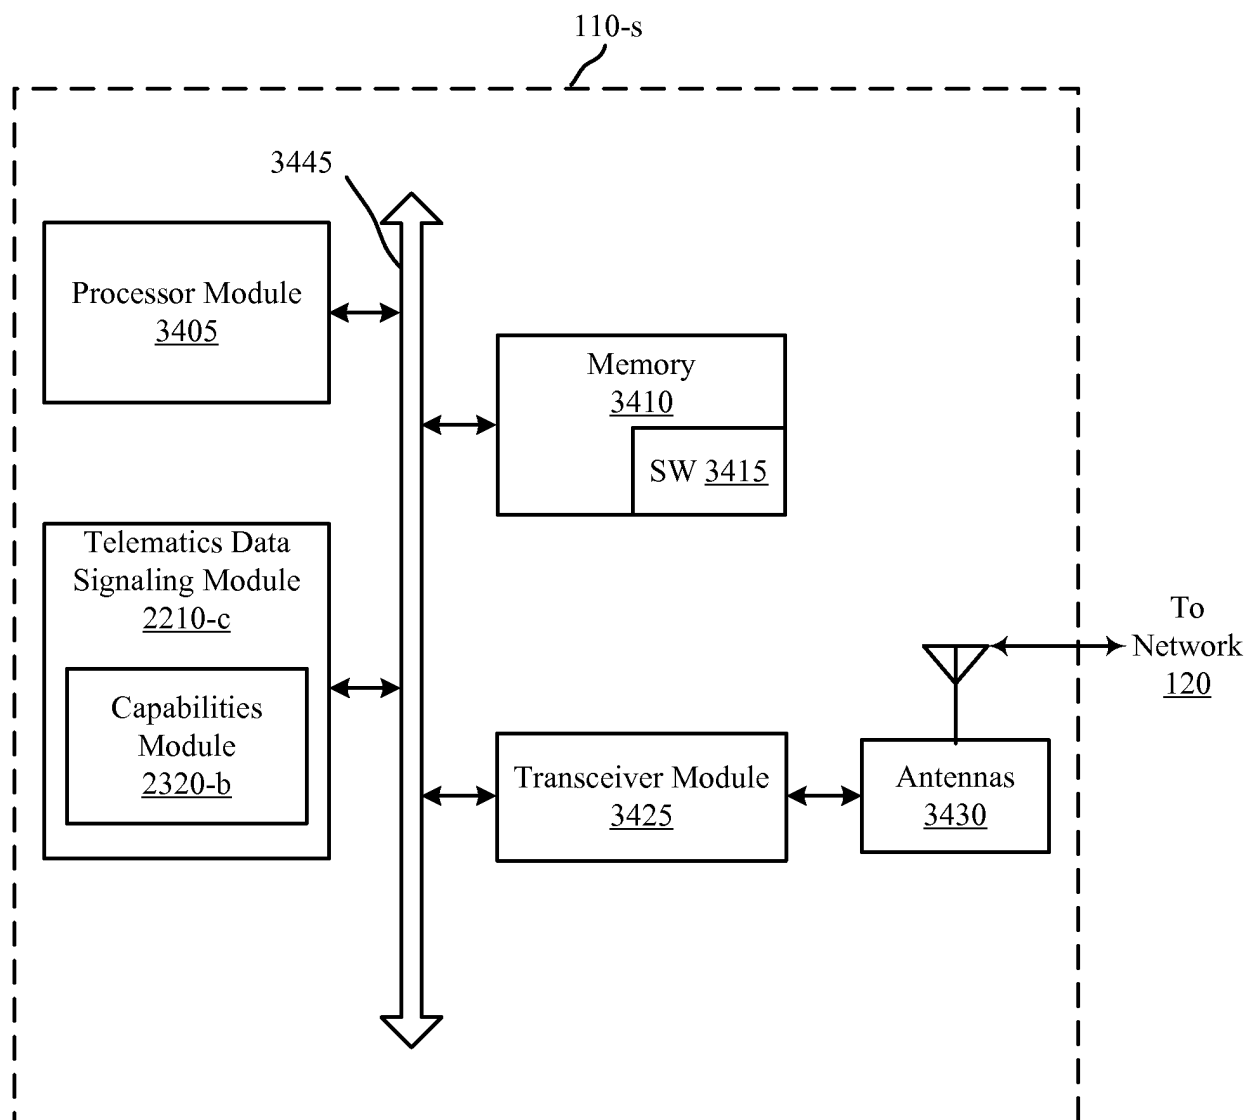 110-s
3445
Processor Module
3405
Memory
3410
SW 3415
Telematics Data
Signaling Module
2210-c
Capabilities
Module
2320-b
Transceiver Module
3425
Antennas
3430
To
Network
120